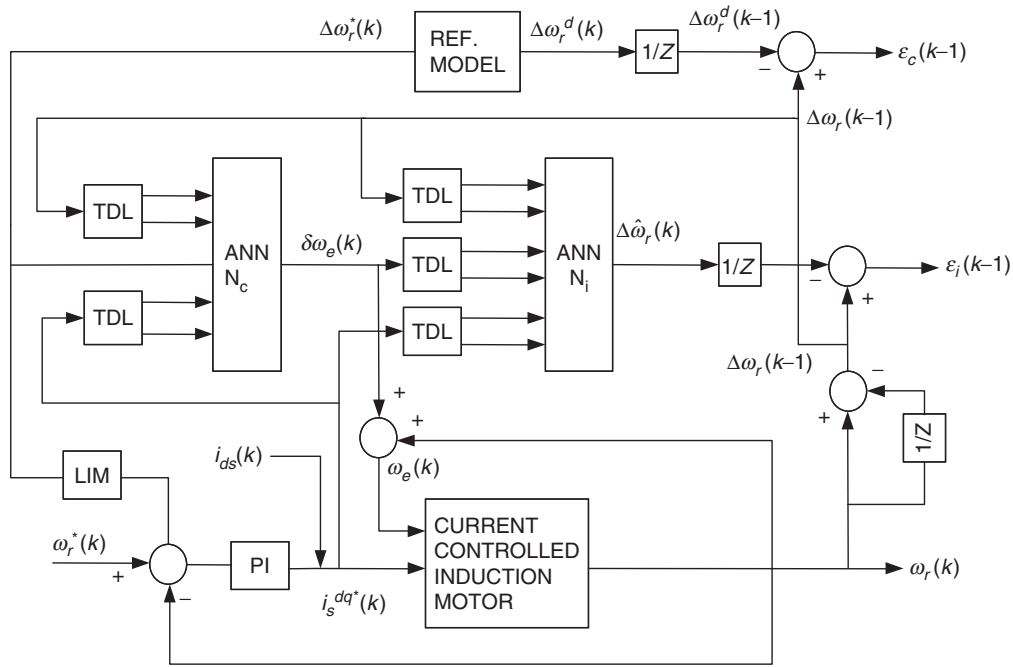 Δω_r^*(k)
REF.
MODEL
Δω_r^d(k)
1/Z
Δω_r^d(k–1)
–
+
ε_c(k–1)
Δω_r(k–1)
TDL
TDL
ANN
N_c
δω_e(k)
TDL
TDL
TDL
ANN
N_i
Δω̂_r(k)
1/Z
–
+
ε_i(k–1)
Δω_r(k–1)
–
+
1/Z
+
+
ω_e(k)
i_ds(k)
LIM
ω_r^*(k)
+
–
PI
i_s^dq*(k)
CURRENT
CONTROLLED
INDUCTION
MOTOR
ω_r(k)